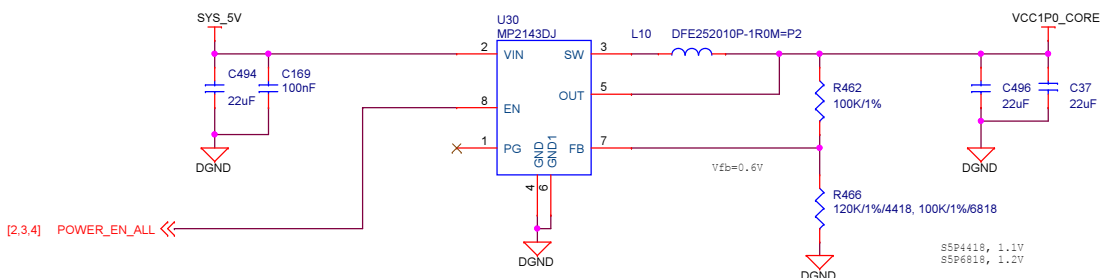 SYS_5V
U30
MP2143DJ
L10 DFE252010P-1R0M=P2
VCC1P0_CORE
2 VIN SW 3
C494
22uF
C169
100nF
OUT 5
R462
100K/1%
C496
22uF
C37
22uF
8 EN
1 PG FB 7
GND
GND1
4
6
Vfb=0.6V
DGND
DGND
R466
120K/1%/4418, 100K/1%/6818
[2,3,4] POWER_EN_ALL
S5P4418, 1.1V
S5P6818, 1.2V
DGND
DGND